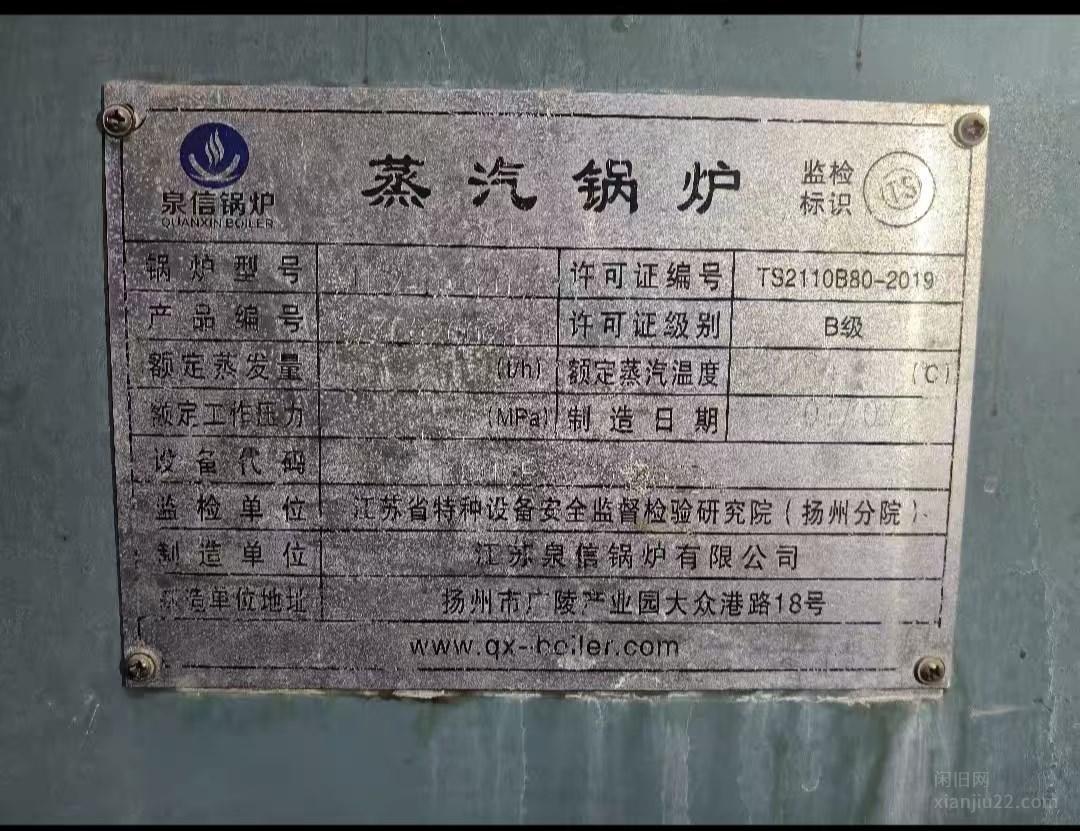 泉信锅炉
QUANXIN BOILER
蒸汽锅炉
监检
标识
TS
锅炉型号 许可证编号 TS2110B80-2019
产品编号 许可证级别 B级
额定蒸发量 (t/h) 额定蒸汽温度 (℃)
额定工作压力 (MPa) 制造日期
设备代码
监检单位 江苏省特种设备安全监督检验研究院(扬州分院)
制造单位 江苏泉信锅炉有限公司
制造单位地址 扬州市广陵产业园大众港路18号
www.qx-boiler.com
闲旧网
xianjiu22.com